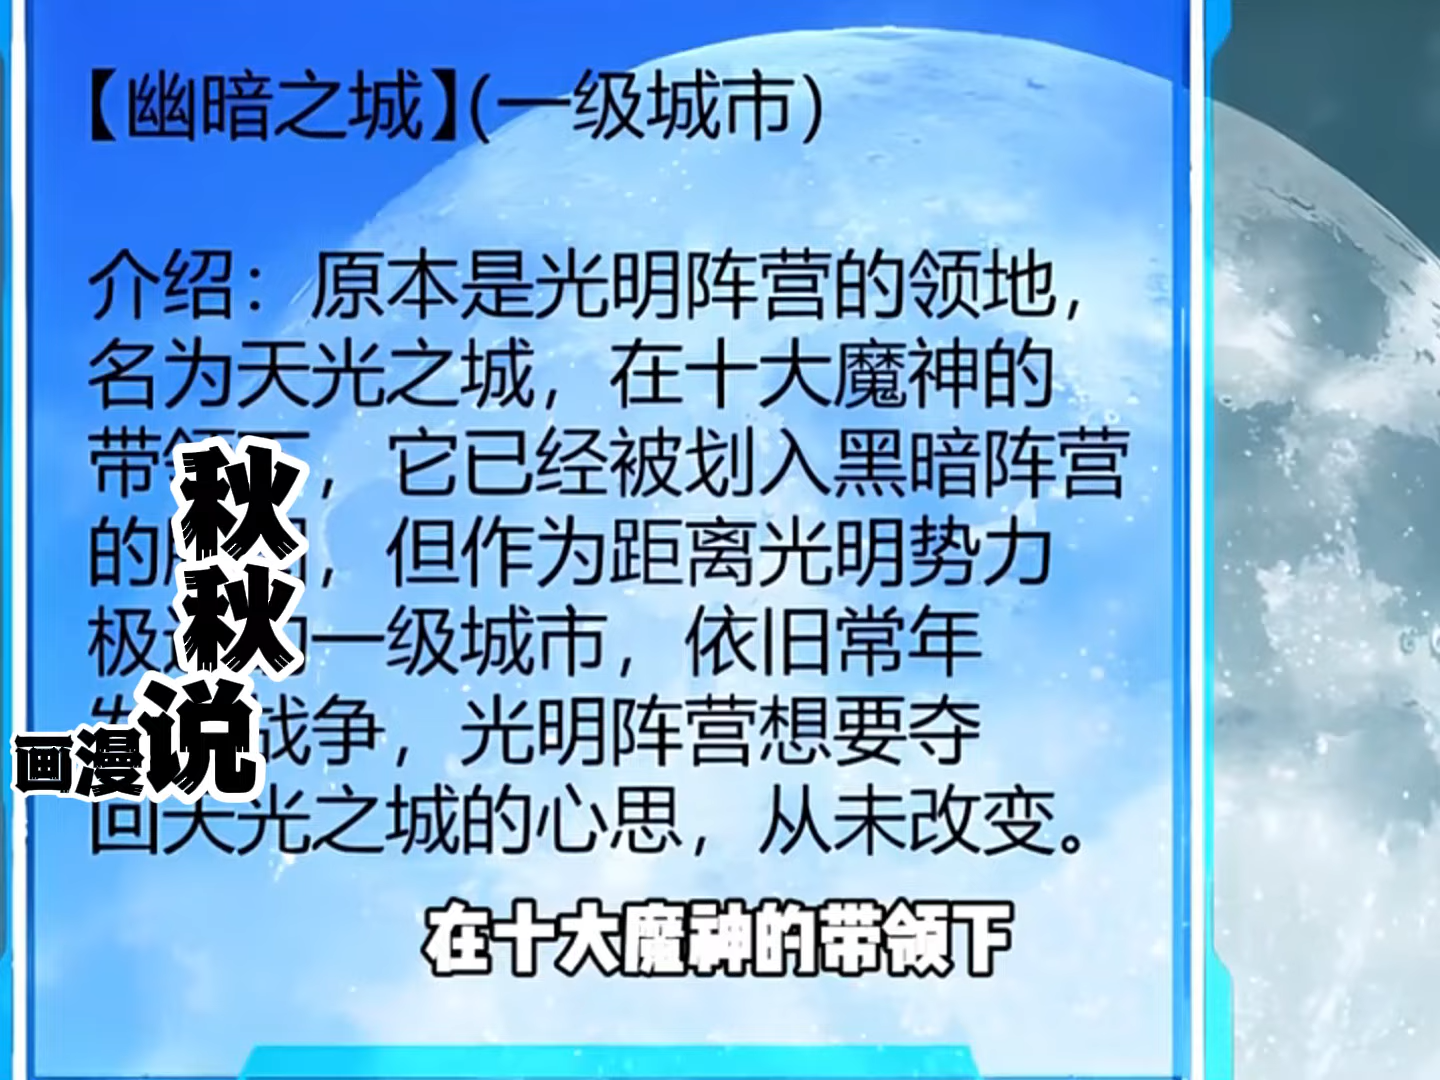 【幽暗之城】(一级城市)
介绍：原本是光明阵营的领地，
名为天光之城，在十大魔神的
带领下，它已经被划入黑暗阵营
的，但作为距离光明势力
极近的一级城市，依旧常年
战争，光明阵营想要夺
回天光之城的心思，从未改变。
秋
秋
说
画漫
在十大魔神的带领下